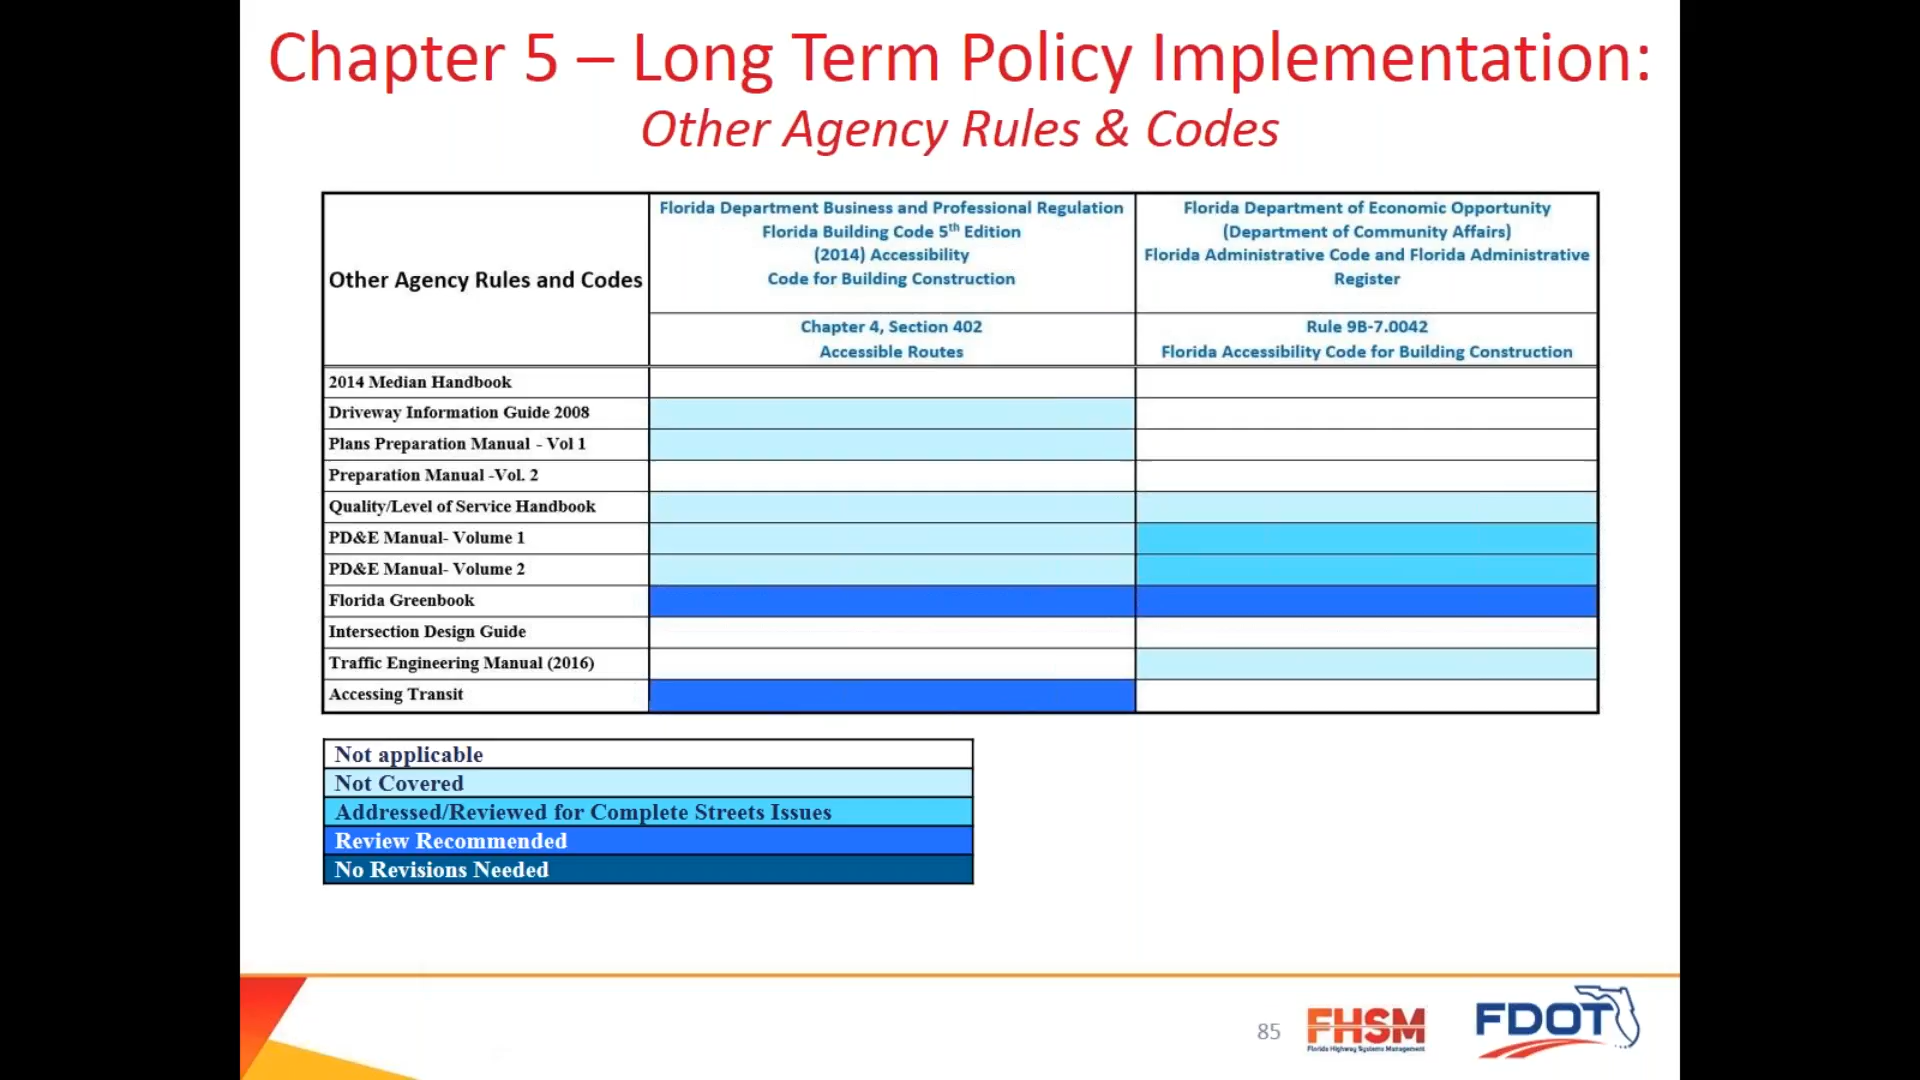 Chapter 5 – Long Term Policy Implementation:
Other Agency Rules & Codes
Other Agency Rules and Codes
Florida Department Business and Professional Regulation
Florida Building Code 5th Edition
(2014) Accessibility
Code for Building Construction
Florida Department of Economic Opportunity
(Department of Community Affairs)
Florida Administrative Code and Florida Administrative
Register
Chapter 4, Section 402
Accessible Routes
Rule 9B-7.0042
Florida Accessibility Code for Building Construction
2014 Median Handbook
Driveway Information Guide 2008
Plans Preparation Manual - Vol 1
Preparation Manual -Vol. 2
Quality/Level of Service Handbook
PD&E Manual- Volume 1
PD&E Manual- Volume 2
Florida Greenbook
Intersection Design Guide
Traffic Engineering Manual (2016)
Accessing Transit
Not applicable
Not Covered
Addressed/Reviewed for Complete Streets Issues
Review Recommended
No Revisions Needed
85
FHSM
Florida Highway Systems Management
FDOT